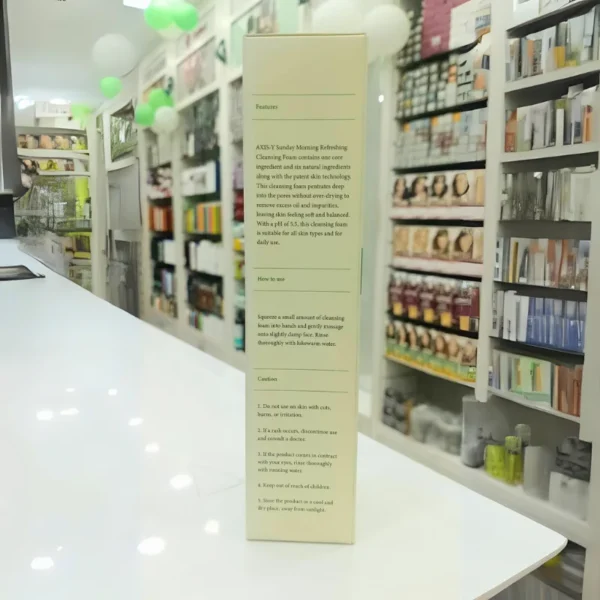 Features
AXIS-Y Sunday Morning Refreshing
Cleansing Foam contains our core
ingredient and six natural ingredients
along with the patent skin technology.
This cleansing foam penetrates deep
into the pores without over-drying to
remove excess oil and impurities,
leaving skin feeling soft and balanced.
With a pH of 5.5, this cleansing foam
is suitable for all skin types and for
daily use.
How to use
Squeeze a small amount of cleansing
foam into hands and gently massage
onto slightly damp face. Rinse
thoroughly with lukewarm water.
Caution
1. Do not use on skin with cuts,
burns, or irritation.
2. If a rash occurs, discontinue use
and consult a doctor.
3. If the product comes in contact
with your eyes, rinse thoroughly
with running water.
4. Keep out of reach of children.
5. Store the product in a cool and
dry place, away from sunlight.